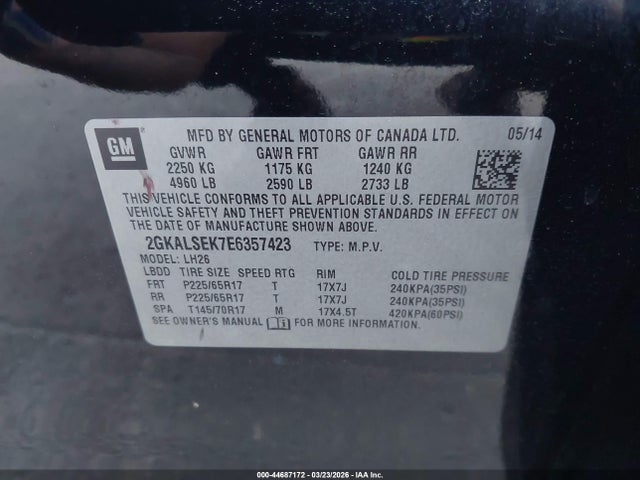 GM
MFD BY GENERAL MOTORS OF CANADA LTD. 05/14
GVWR GAWR FRT GAWR RR
2250 KG 1175 KG 1240 KG
4960 LB 2590 LB 2733 LB
THIS VEHICLE CONFORMS TO ALL APPLICABLE U.S. FEDERAL MOTOR
VEHICLE SAFETY AND THEFT PREVENTION STANDARDS IN EFFECT ON
THE DATE OF MANUFACTURE SHOWN ABOVE.
2GKALSEK7E6357423 TYPE: M.P.V.
MODEL: LH26
LBDD TIRE SIZE SPEED RTG RIM COLD TIRE PRESSURE
FRT P225/65R17 T 17X7J 240KPA(35PSI)
RR P225/65R17 T 17X7J 240KPA(35PSI)
SPA T145/70R17 M 17X4.5T 420KPA(60PSI)
SEE OWNER'S MANUAL FOR MORE INFORMATION.
000-44687172 - 03/23/2026 - IAA Inc.